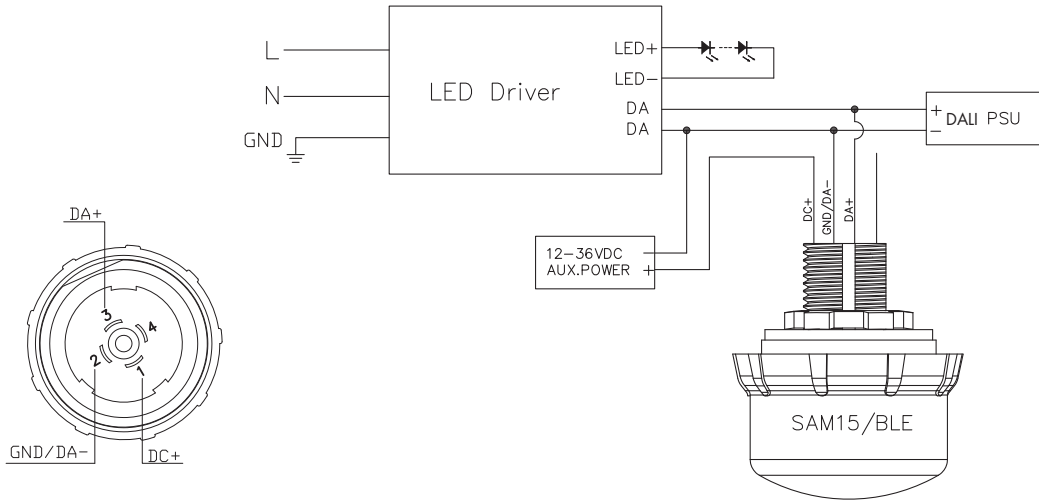 L
N
GND
LED Driver
LED+
LED-
DA
DA
+
-
DALI PSU
12-36VDC
-
AUX.POWER
+
DC+
GND/DA-
DA+
SAM15/BLE
DA+
3
4
2
1
GND/DA-
DC+